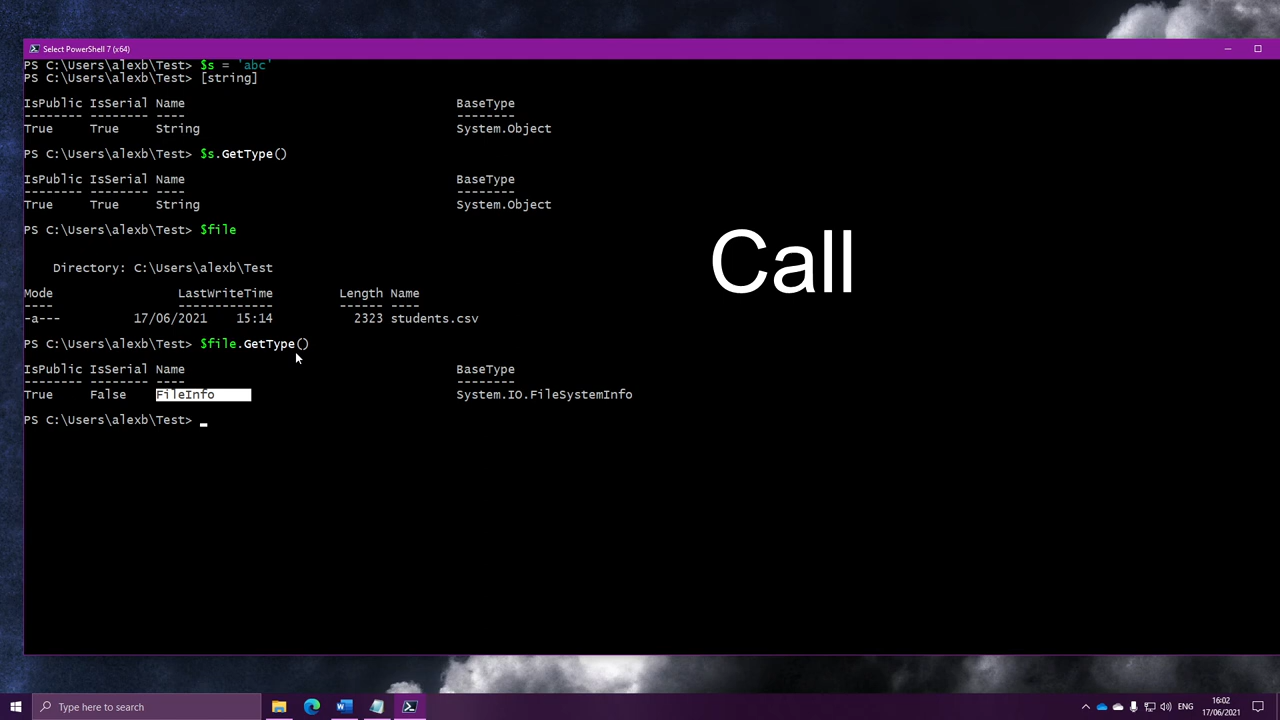 Select PowerShell 7 (x64)
PS C:\Users\alexb\Test> $s = 'abc'
PS C:\Users\alexb\Test> [string]
IsPublic IsSerial Name BaseType
-------- -------- ---- --------
True True String System.Object
PS C:\Users\alexb\Test> $s.GetType()
IsPublic IsSerial Name BaseType
-------- -------- ---- --------
True True String System.Object
PS C:\Users\alexb\Test> $file
Directory: C:\Users\alexb\Test
Mode LastWriteTime Length Name
---- ------------- ------ ----
-a--- 17/06/2021 15:14 2323 students.csv
PS C:\Users\alexb\Test> $file.GetType()
IsPublic IsSerial Name BaseType
-------- -------- ---- --------
True False FileInfo System.IO.FileSystemInfo
PS C:\Users\alexb\Test>
Call
Type here to search
ENG
16:02
17/06/2021